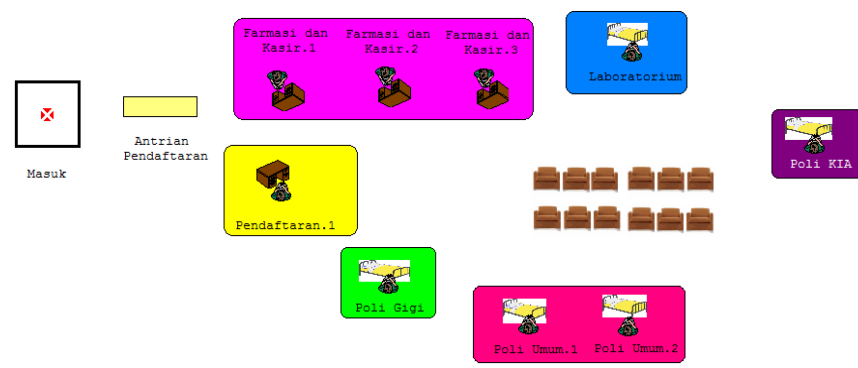 Farmasi dan
Kasir.1
Farmasi dan
Kasir.2
Farmasi dan
Kasir.3
Laboratorium
Masuk
Antrian
Pendaftaran
Poli KIA
Pendaftaran.1
Poli Gigi
Poli Umum.1
Poli Umum.2